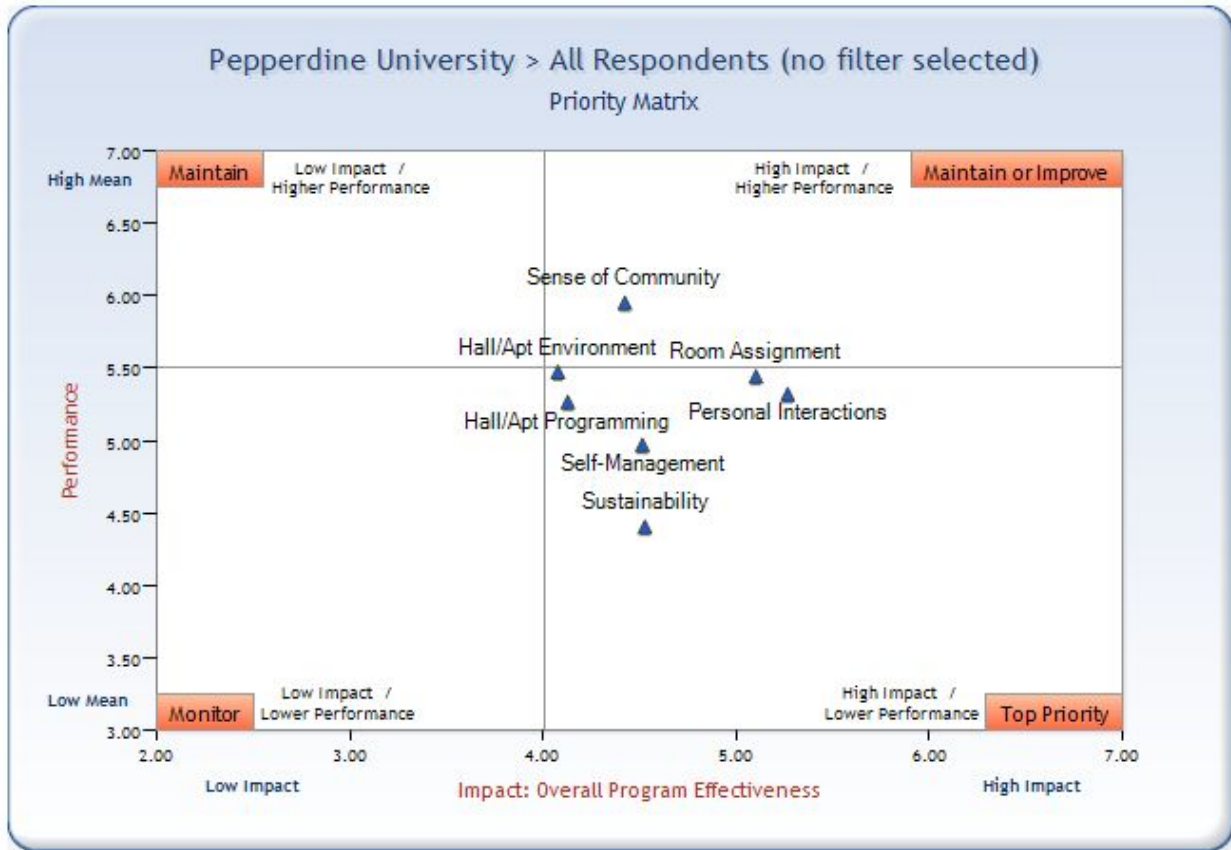 Pepperdine University > All Respondents (no filter selected)
Priority Matrix
7.00
High Mean
6.50
6.00
5.50
5.00
4.50
4.00
3.50
Low Mean
3.00
Performance
Maintain
Low Impact /
Higher Performance
High Impact /
Higher Performance
Maintain or Improve
Sense of Community
Hall/Apt Environment
Room Assignment
Personal Interactions
Hall/Apt Programming
Self-Management
Sustainability
Monitor
Low Impact /
Lower Performance
High Impact /
Lower Performance
Top Priority
2.00 3.00 4.00 5.00 6.00 7.00
Low Impact
Impact: Overall Program Effectiveness
High Impact